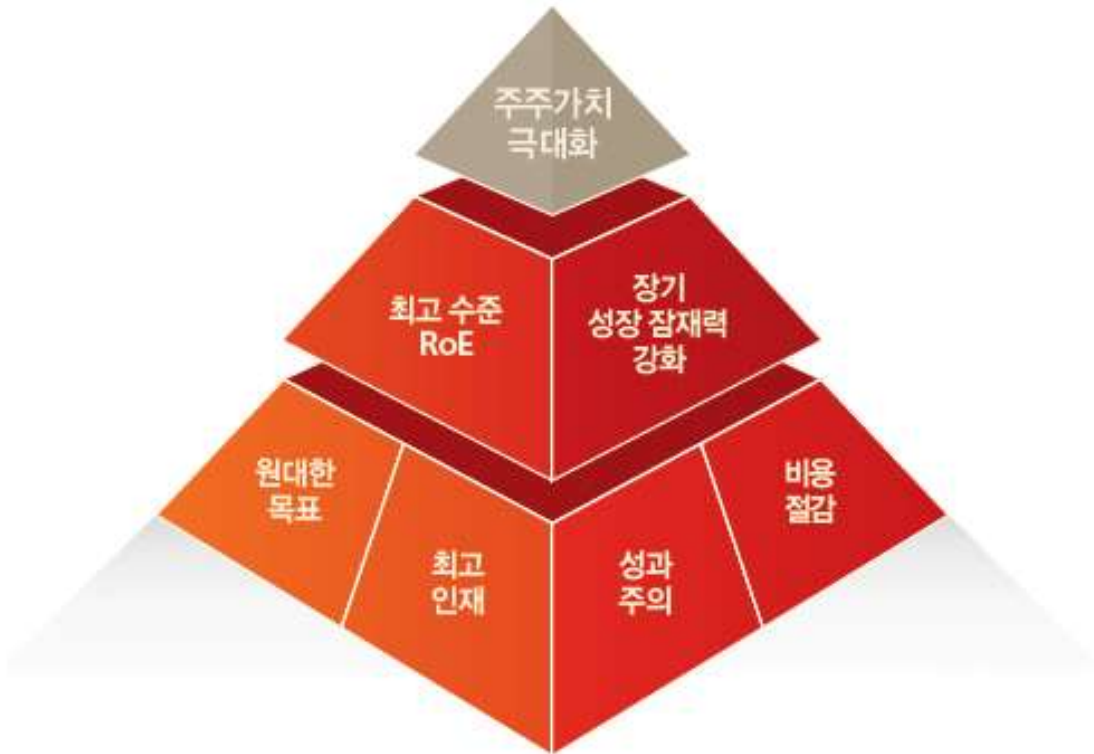 주주가치
극대화
최고 수준
RoE
장기
성장 잠재력
강화
원대한
목표
최고
인재
성과
주의
비용
절감